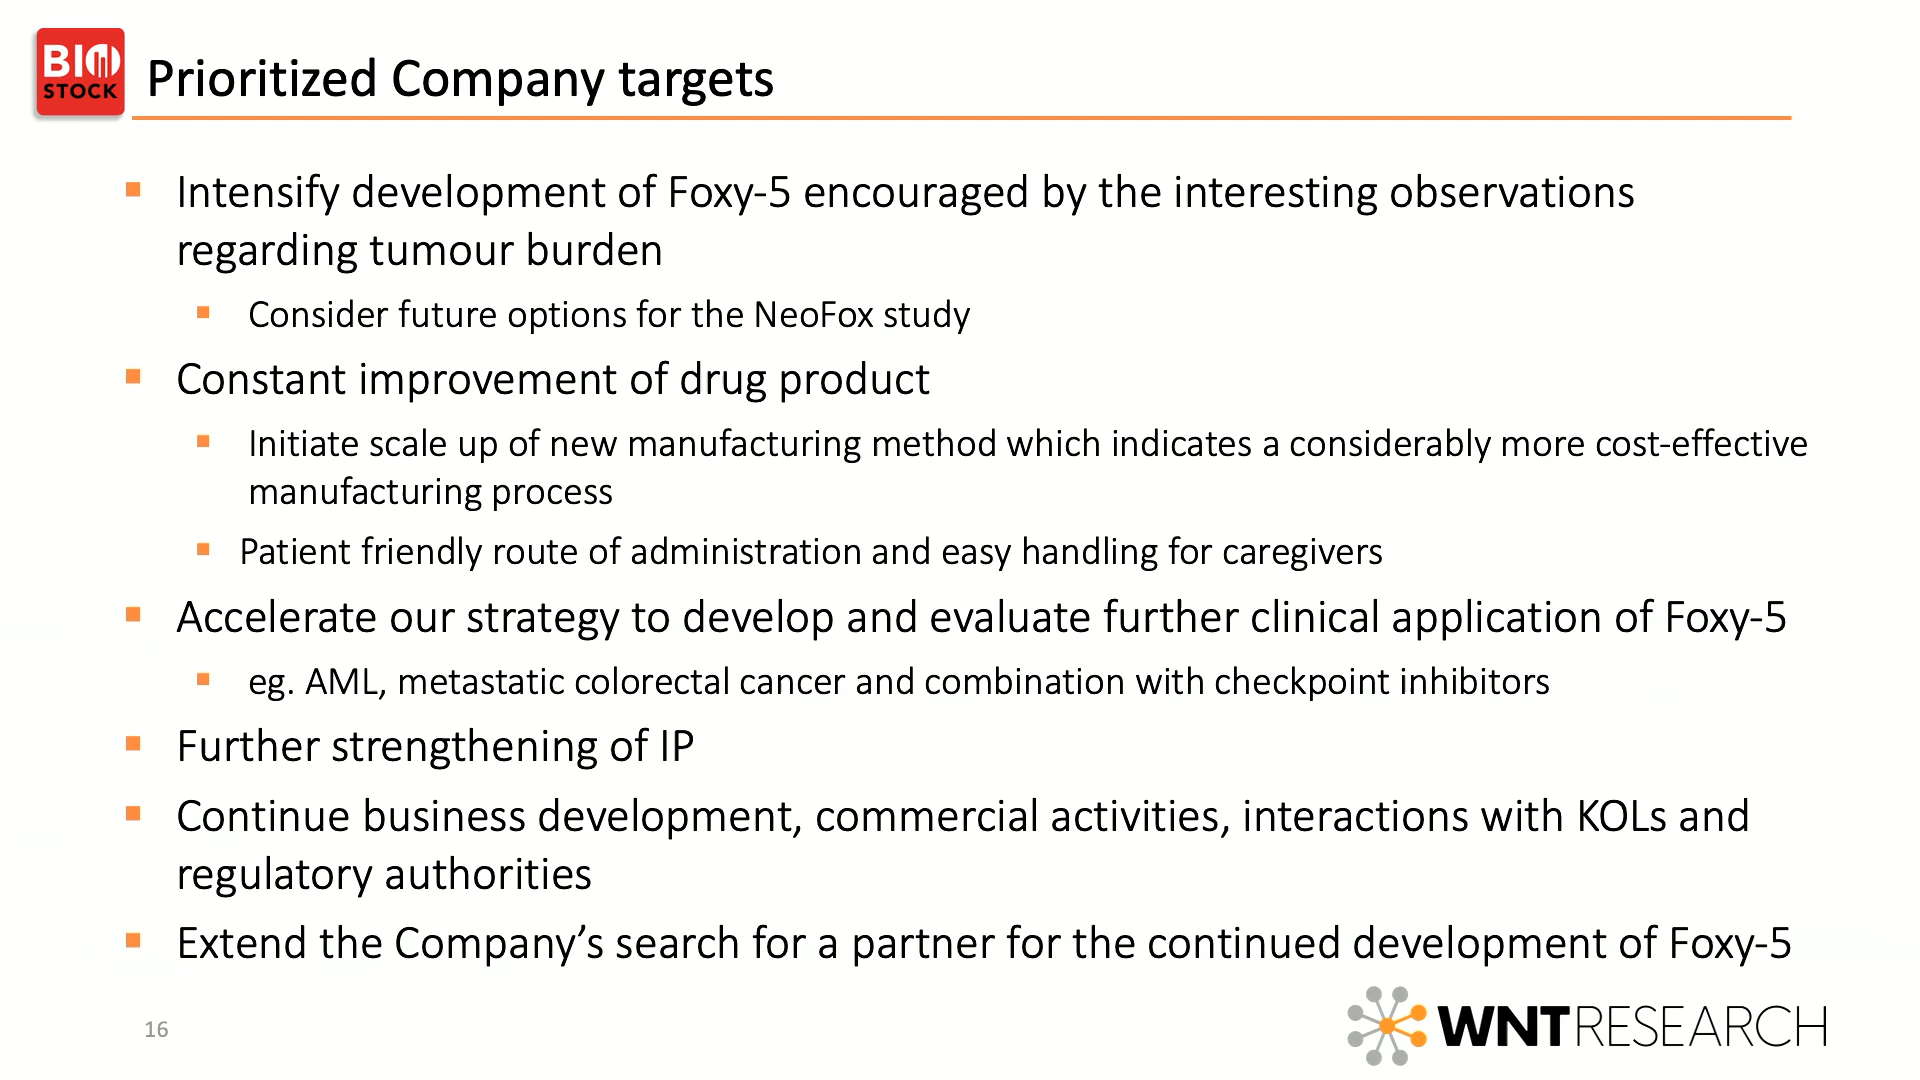 BIO
STOCK
Prioritized Company targets
Intensify development of Foxy-5 encouraged by the interesting observations
regarding tumour burden
Consider future options for the NeoFox study
Constant improvement of drug product
Initiate scale up of new manufacturing method which indicates a considerably more cost-effective
manufacturing process
Patient friendly route of administration and easy handling for caregivers
Accelerate our strategy to develop and evaluate further clinical application of Foxy-5
eg. AML, metastatic colorectal cancer and combination with checkpoint inhibitors
Further strengthening of IP
Continue business development, commercial activities, interactions with KOLs and
regulatory authorities
Extend the Company’s search for a partner for the continued development of Foxy-5
16
WNTRESEARCH